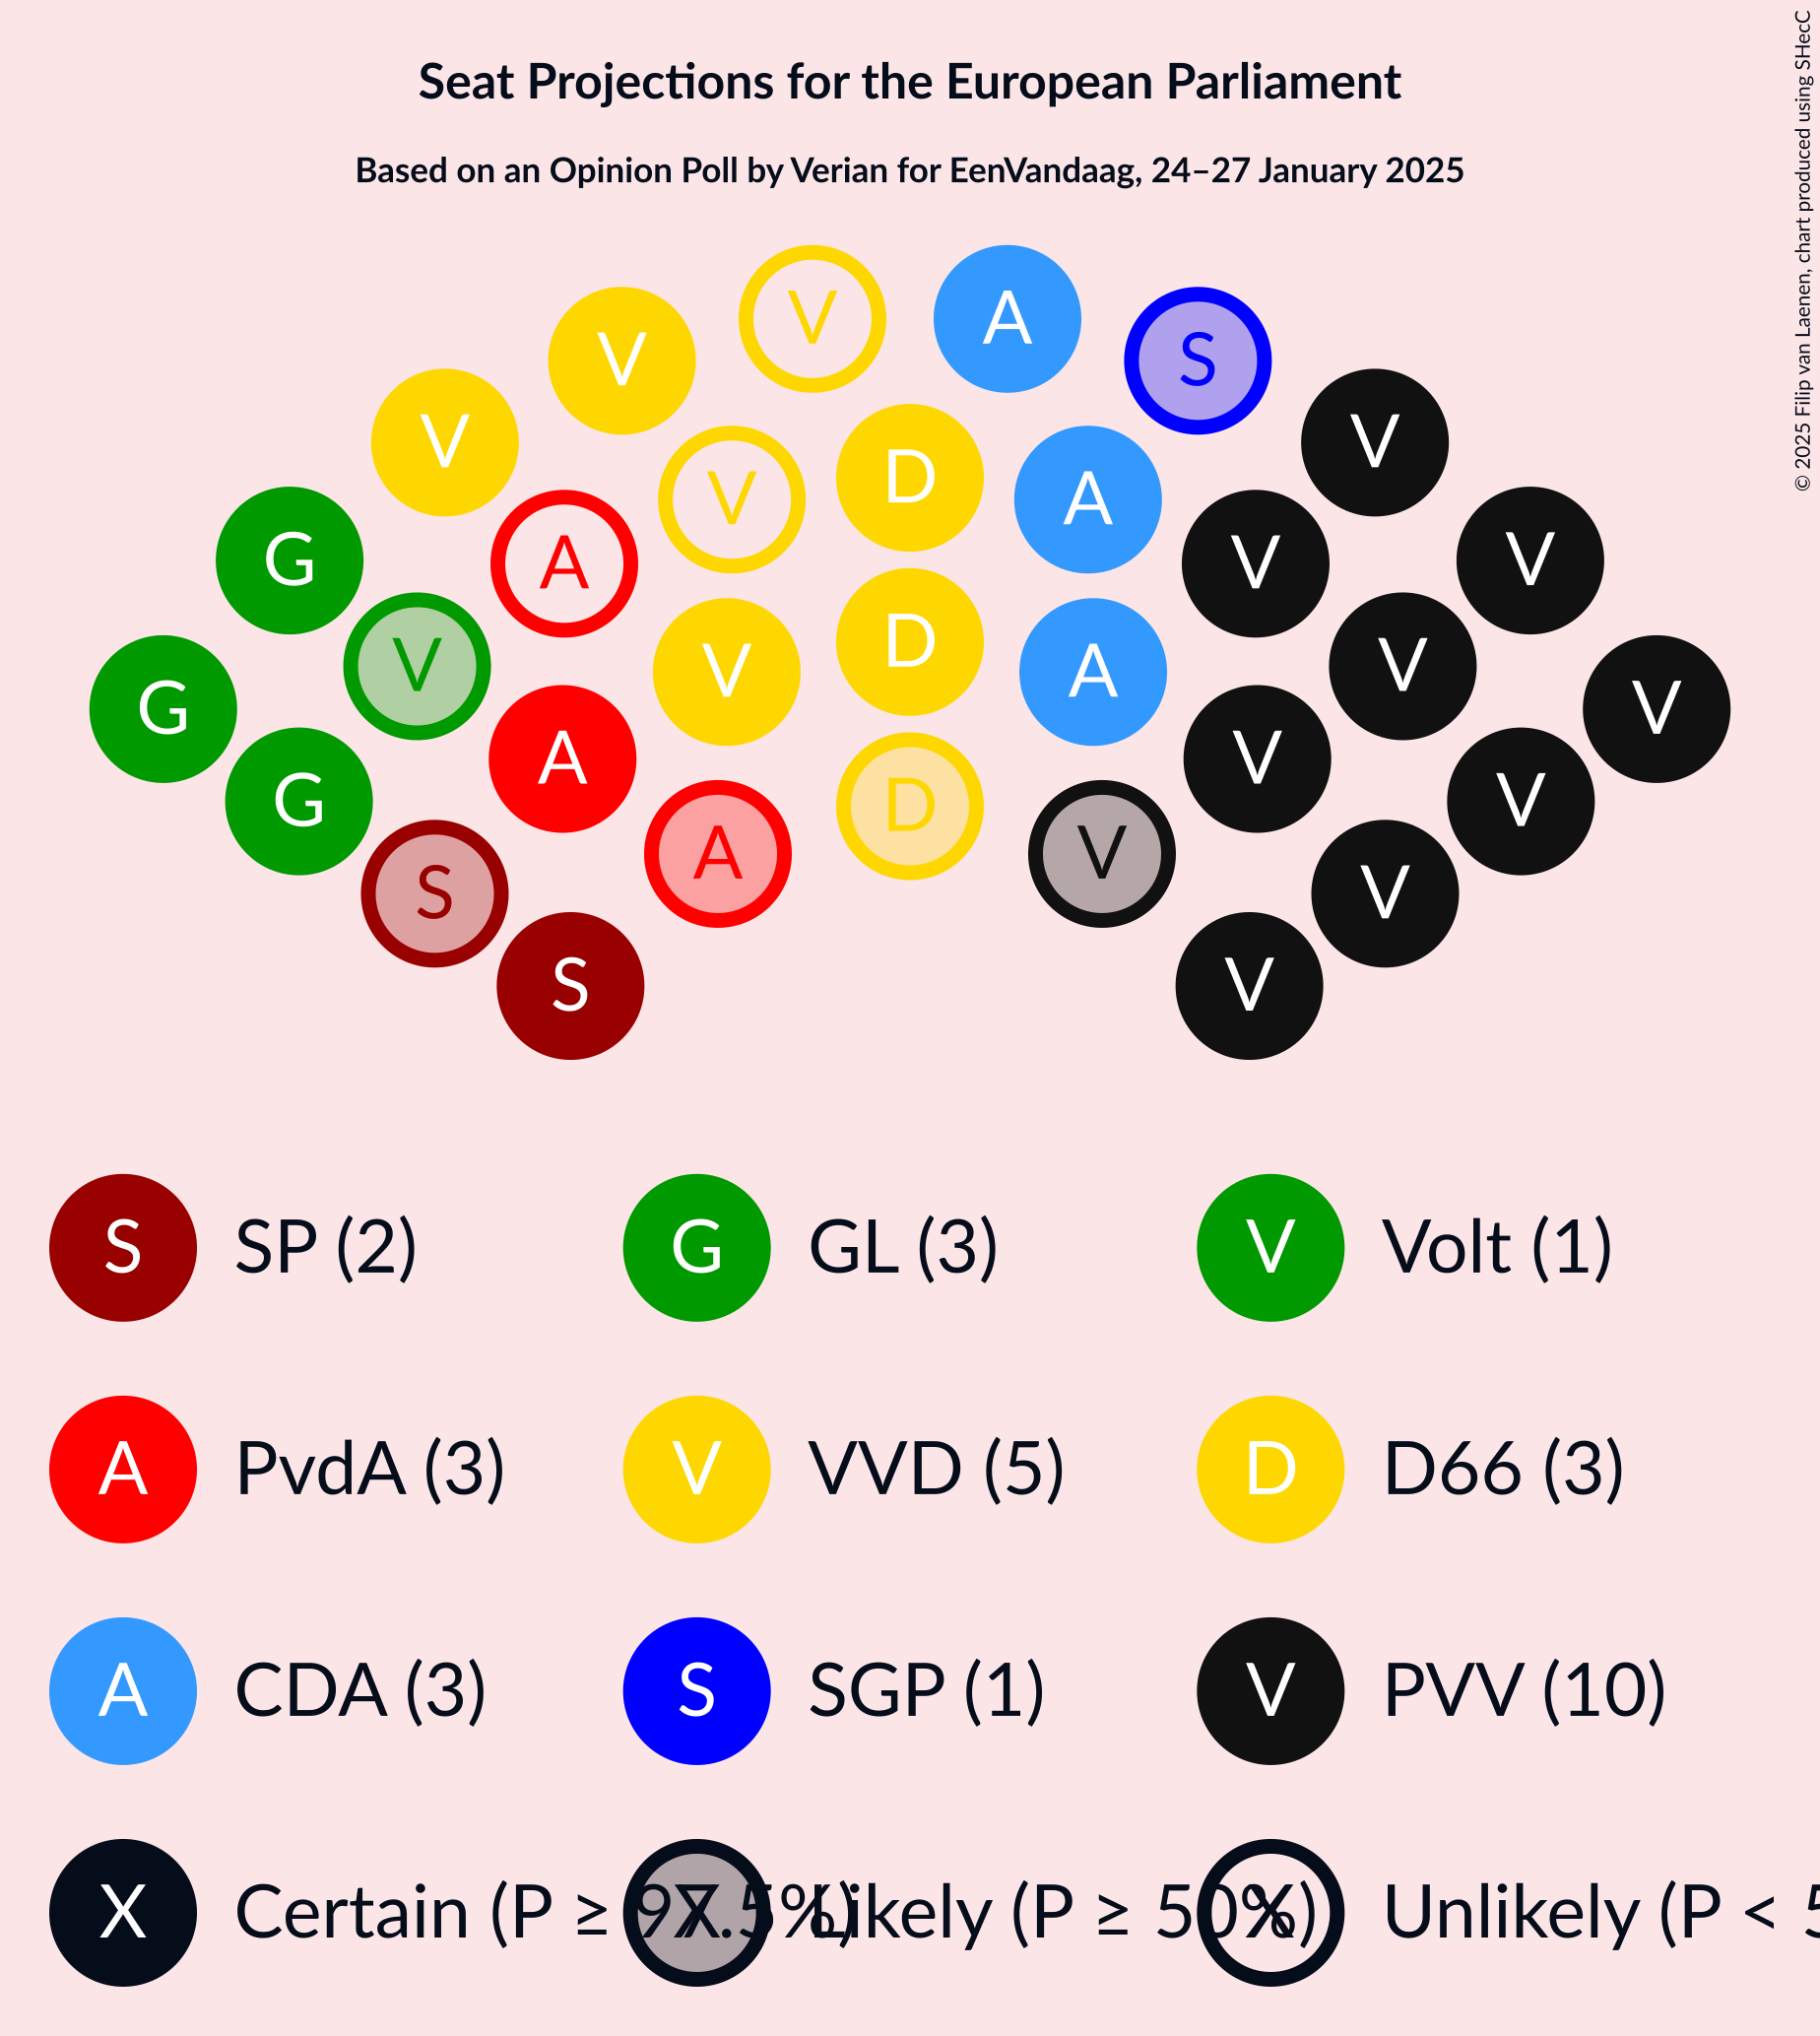 Seat Projections for the European Parliament
Based on an Opinion Poll by Verian for EenVandaag, 24–27 January 2025
© 2025 Filip van Laenen, chart produced using SHecC
V A
V S
V V
V D A
G A V V
D
G V V V V
A V
G V
S A D V V
S V
S SP (2) G GL (3) V Volt (1)
A PvdA (3) V VVD (5) D D66 (3)
A CDA (3) S SGP (1) V PVV (10)
X Certain (P ≥ 97.5%) X Likely (P ≥ 50%) X Unlikely (P < 5